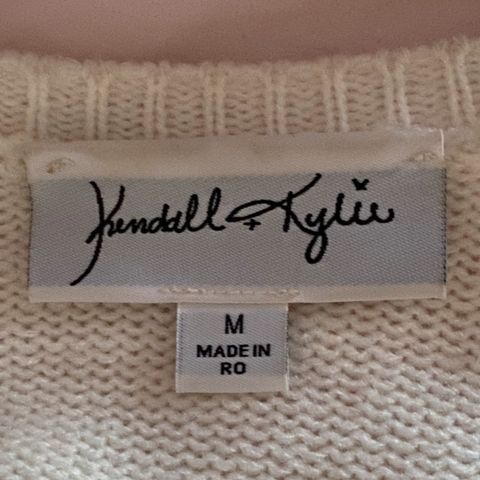 Kendall + Kylie
M
MADE IN
RO